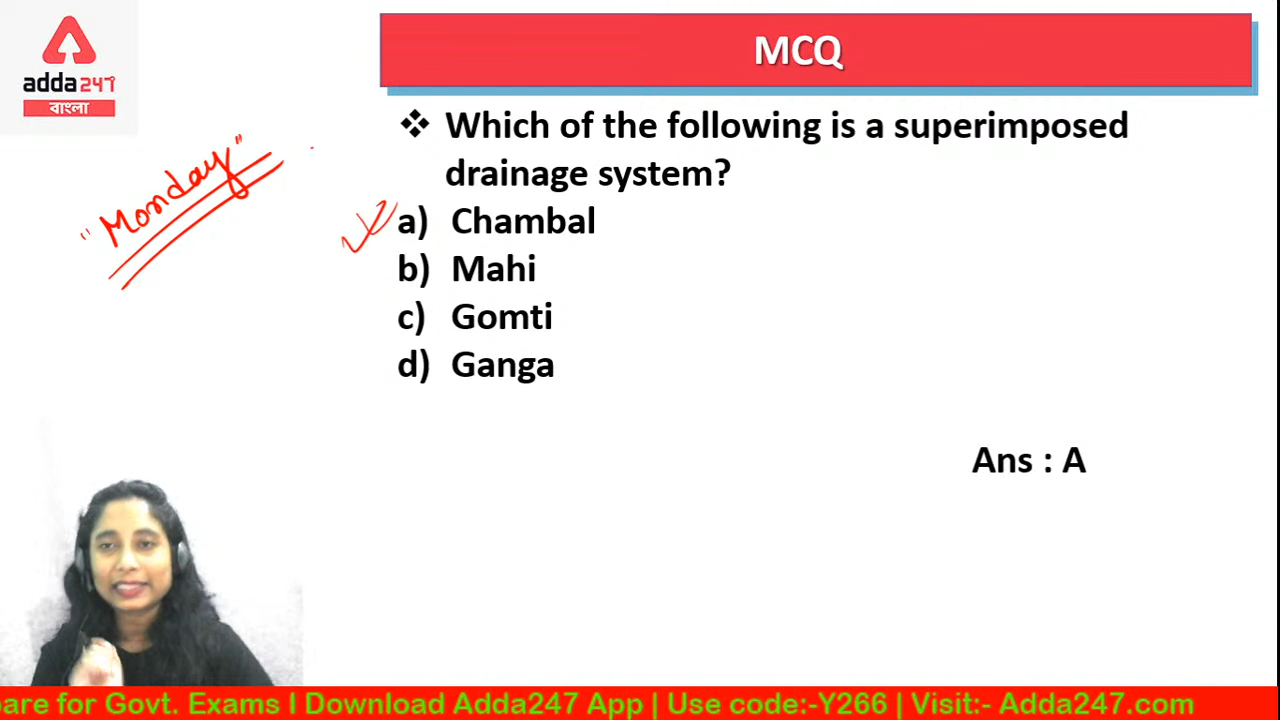 adda247
বাংলা
MCQ
"Monday"
❖ Which of the following is a superimposed
drainage system?
a) Chambal
b) Mahi
c) Gomti
d) Ganga
Ans : A
pare for Govt. Exams I Download Adda247 App | Use code:-Y266 | Visit:- Adda247.com